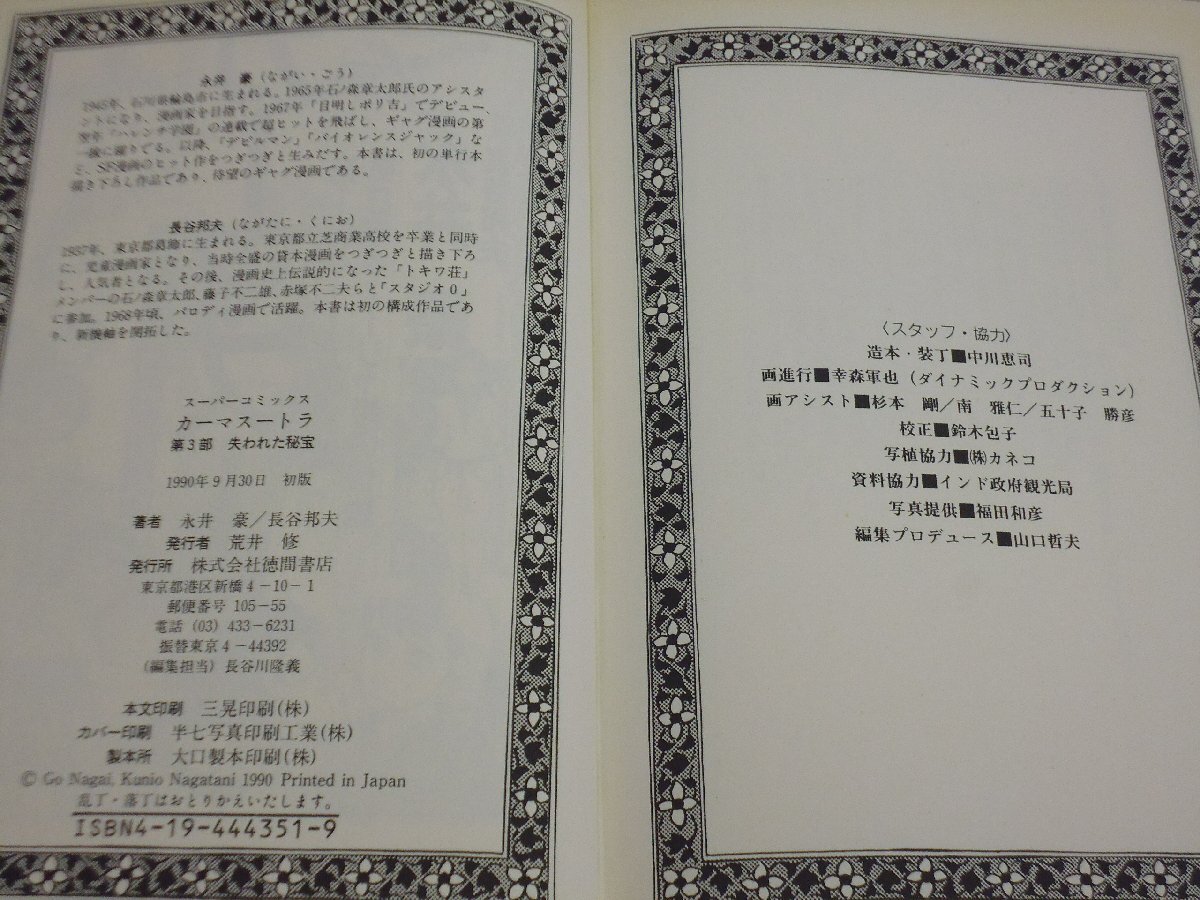 永井 豪(ながい・ごう)
1945年、石川県輪島市に生まれる。1965年石ノ森章太郎氏のアシスタ
ントになり、漫画家を目指す。1967年「目明しポリ吉」でデビュー
翌年「ハレンチ学園」の連載で超ヒットを飛ばし、ギャグ漫画の第
一線に躍りでる。以降、「デビルマン」「バイオレンスジャック」な
ど、SF漫画のヒット作をつぎつぎと生みだす。本書は、初の単行本
描き下ろし作品であり、待望のギャグ漫画である。
長谷邦夫(ながたに・くにお)
1937年、東京都葛飾に生まれる。東京都立芝商業高校を卒業と同時
に、児童漫画家となり、当時全盛の貸本漫画をつぎつぎと描き下ろ
し、人気者となる。その後、漫画史上伝説的になった「トキワ荘」
メンバーの石ノ森章太郎、藤子不二雄、赤塚不二夫らと「スタジオ0」
に参加。1968年頃、パロディ漫画で活躍。本書は初の構成作品であ
り、新機軸を開拓した。
スーパーコミックス
カーマスートラ
第3部 失われた秘宝
1990年9月30日 初版
著者 永井 豪/長谷邦夫
発行者 荒井 修
発行所 株式会社徳間書店
東京都港区新橋4-10-1
郵便番号 105-55
電話 (03) 433-6231
振替東京4-44392
(編集担当) 長谷川隆義
本文印刷 三晃印刷(株)
カバー印刷 半七写真印刷工業(株)
製本所 大口製本印刷(株)
© Go Nagai, Kunio Nagatani 1990 Printed in Japan
乱丁・落丁はおとりかえいたします。
ISBN4-19-444351-9
〈スタッフ・協力〉
造本・装丁■中川恵司
画進行■幸森軍也(ダイナミックプロダクション)
画アシスト■杉本 剛/南 雅仁/五十子 勝彦
校正■鈴木包子
写植協力■㈱カネコ
資料協力■インド政府観光局
写真提供■福田和彦
編集プロデュース■山口哲夫